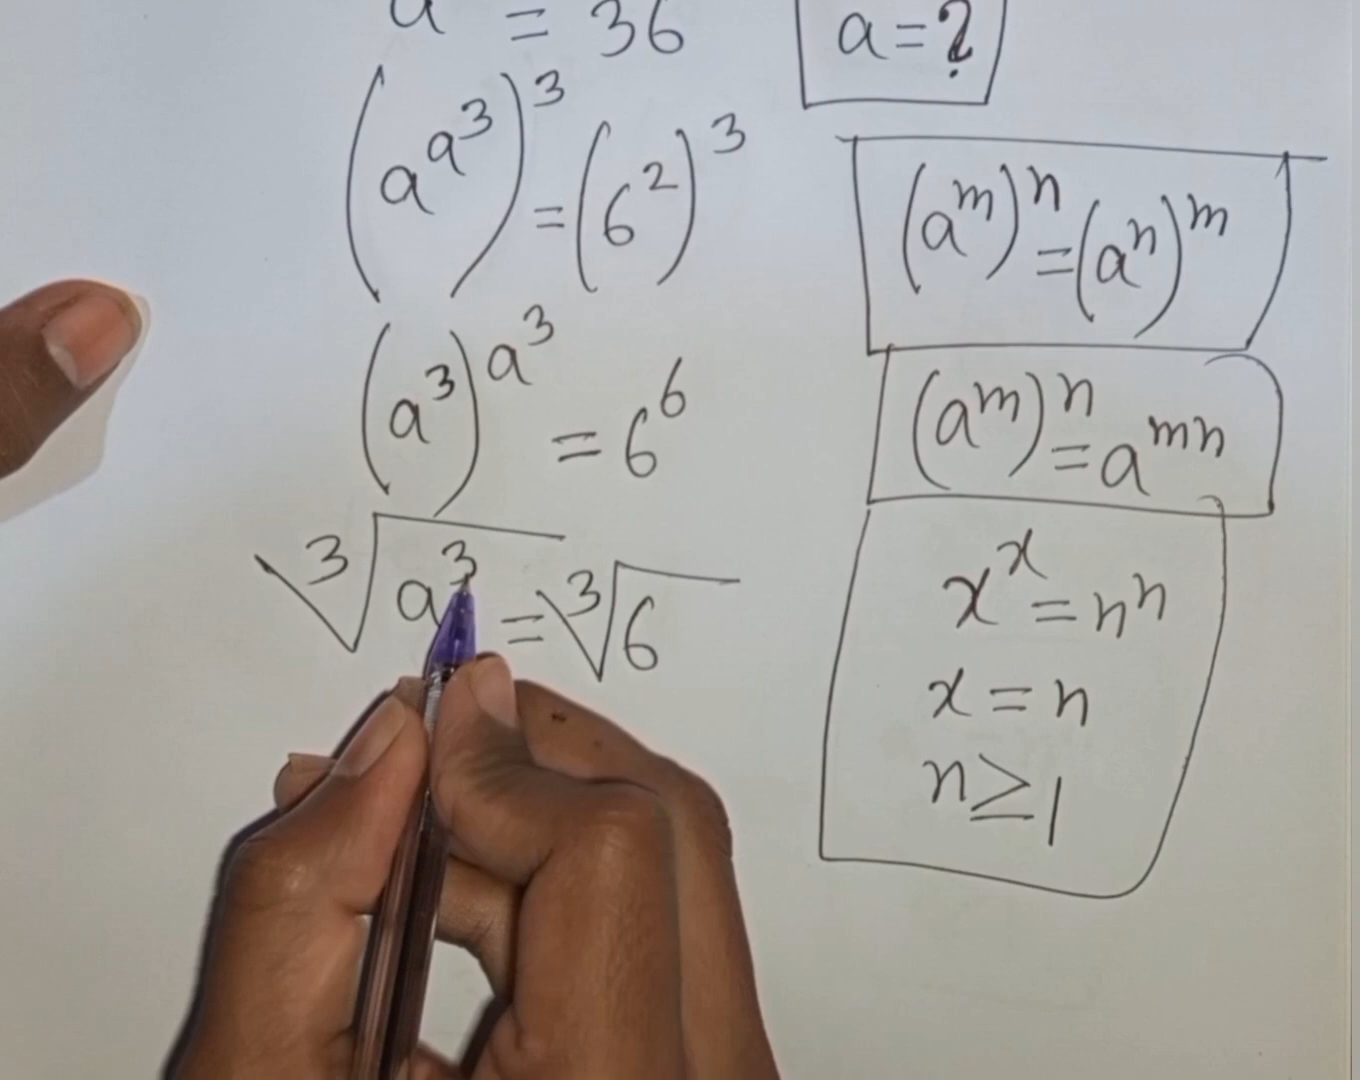 a = 36
a = ?
(a^a^3)^3 = (6^2)^3
(a^3)^a^3 = 6^6
∛a^3 = ∛6
(a^m)^n = (a^n)^m
(a^m)^n = a^mn
x^x = n^n
x = n
n ≥ 1